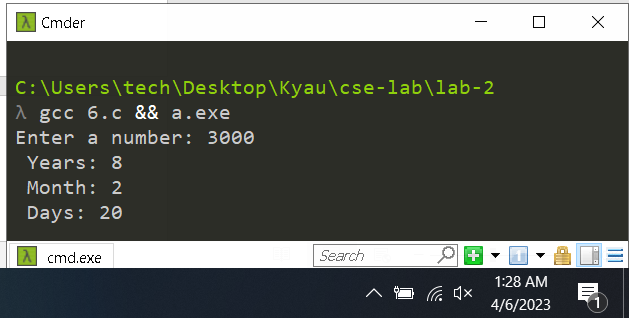 Cmder
C:\Users\tech\Desktop\Kyau\cse-lab\lab-2
λ gcc 6.c && a.exe
Enter a number: 3000
 Years: 8
 Month: 2
 Days: 20
λ cmd.exe
Search
1:28 AM
4/6/2023
1